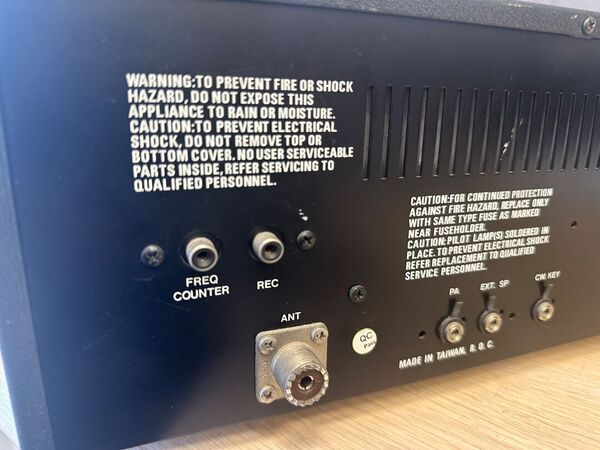 WARNING:TO PREVENT FIRE OR SHOCK
HAZARD, DO NOT EXPOSE THIS
APPLIANCE TO RAIN OR MOISTURE.
CAUTION:TO PREVENT ELECTRICAL
SHOCK, DO NOT REMOVE TOP OR
BOTTOM COVER. NO USER SERVICEABLE
PARTS INSIDE, REFER SERVICING TO
QUALIFIED PERSONNEL.
CAUTION:FOR CONTINUED PROTECTION
AGAINST FIRE HAZARD, REPLACE ONLY
WITH SAME TYPE FUSE AS MARKED
NEAR FUSEHOLDER.
CAUTION: PILOT LAMP(S) SOLDERED IN
PLACE. TO PREVENT ELECTRICAL SHOCK
REFER REPLACEMENT TO QUALIFIED
SERVICE PERSONNEL.
FREQ
COUNTER
REC
PA
EXT. SP
CW. KEY
ANT
QC
Pass
MADE IN TAIWAN, R. O. C.